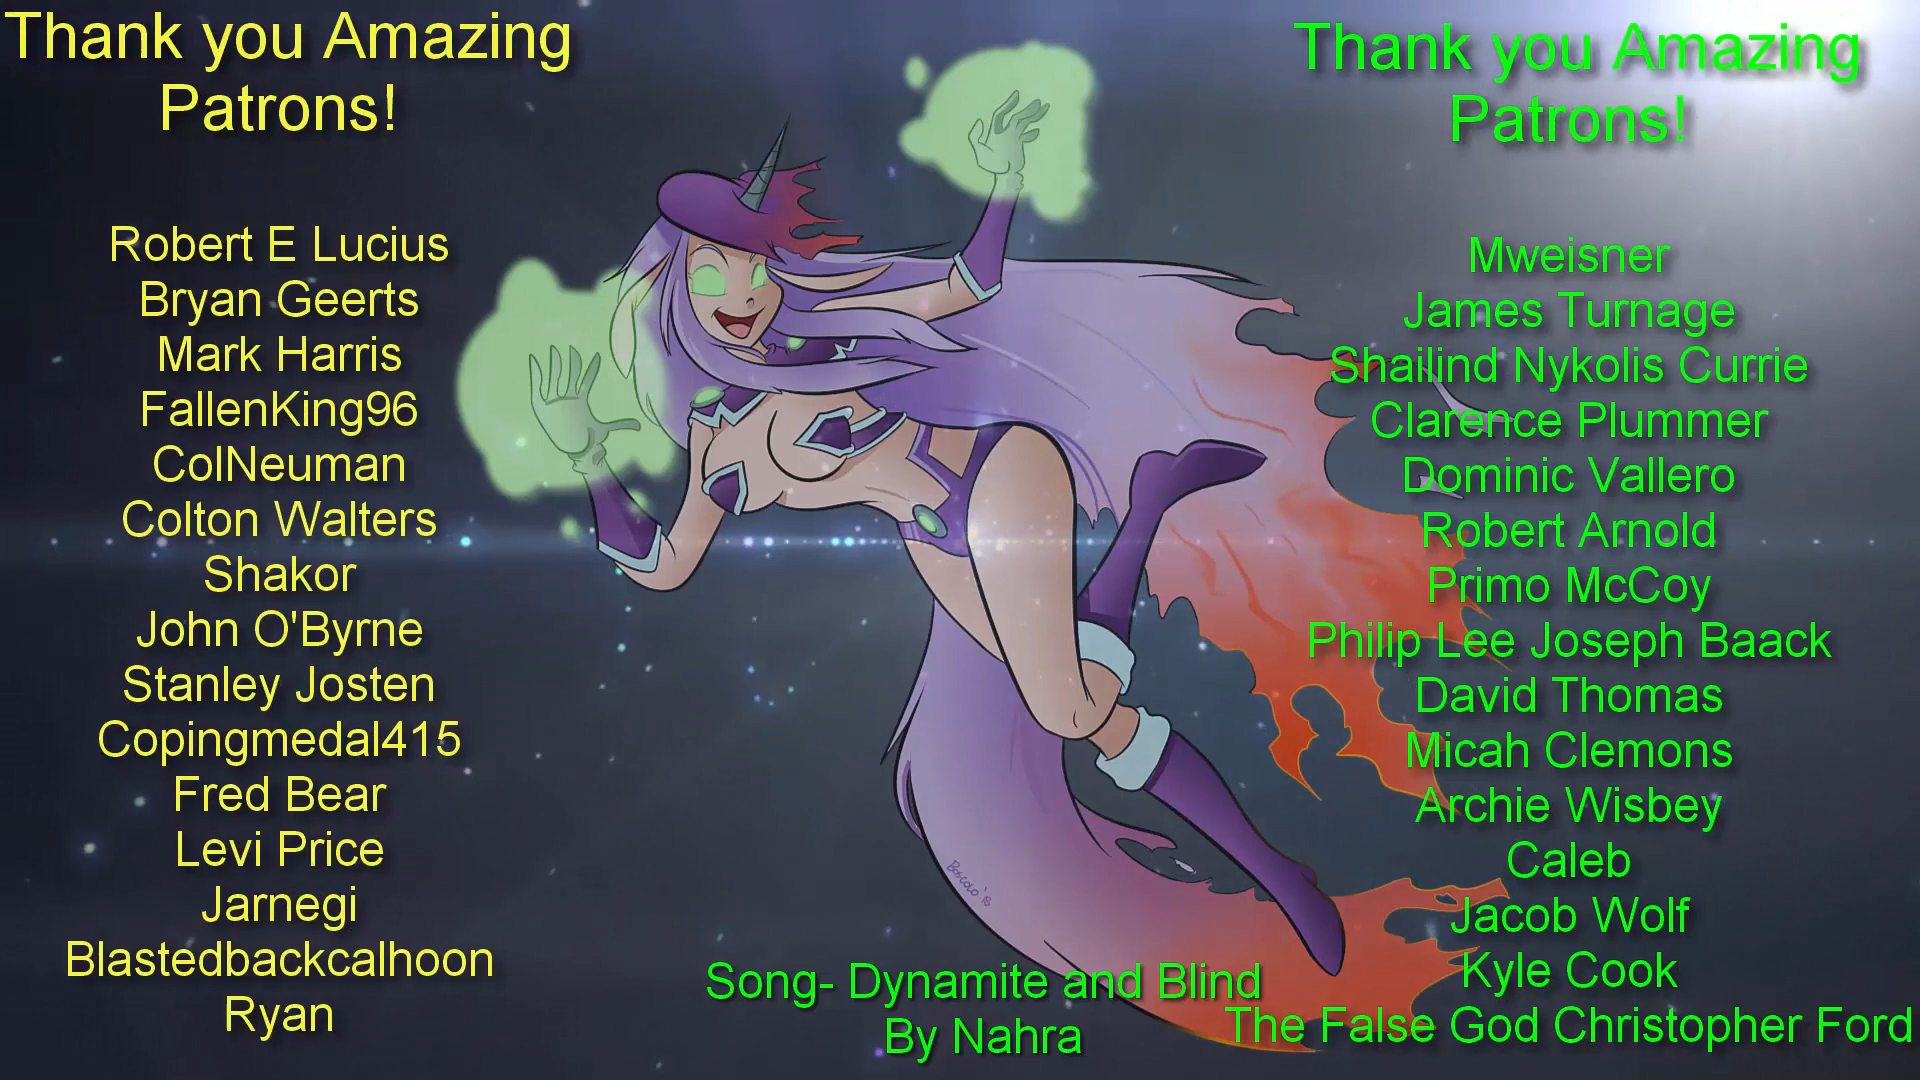 Thank you Amazing
Patrons!
Robert E Lucius
Bryan Geerts
Mark Harris
FallenKing96
ColNeuman
Colton Walters
Shakor
John O'Byrne
Stanley Josten
Copingmedal415
Fred Bear
Levi Price
Jarnegi
Blastedbackcalhoon
Ryan
Thank you Amazing
Patrons!
Mweisner
James Turnage
Shailind Nykolis Currie
Clarence Plummer
Dominic Vallero
Robert Arnold
Primo McCoy
Philip Lee Joseph Baack
David Thomas
Micah Clemons
Archie Wisbey
Caleb
Jacob Wolf
Kyle Cook
The False God Christopher Ford
Song- Dynamite and Blind
By Nahra
Boscolo '18